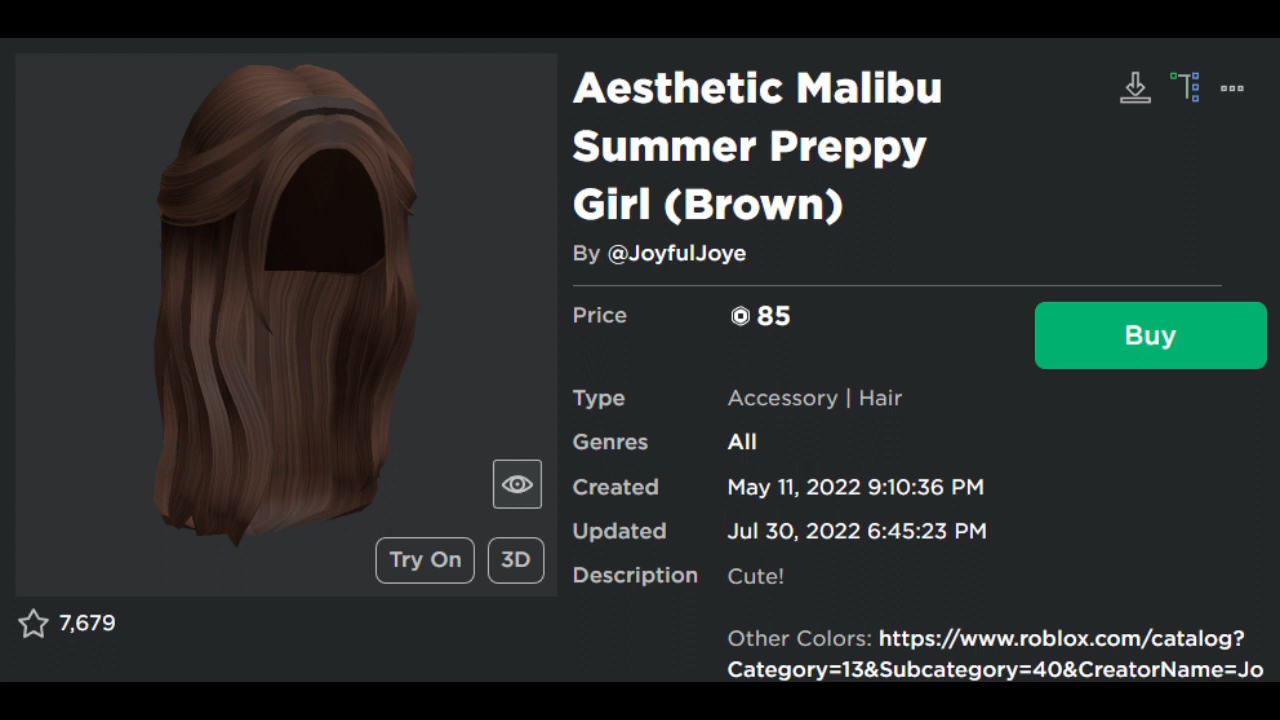 Aesthetic Malibu
Summer Preppy
Girl (Brown)
By @JoyfulJoye
Price 85
Buy
Type Accessory | Hair
Genres All
Created May 11, 2022 9:10:36 PM
Updated Jul 30, 2022 6:45:23 PM
Description Cute!
Try On 3D
7,679
Other Colors: https://www.roblox.com/catalog?
Category=13&Subcategory=40&CreatorName=Jo